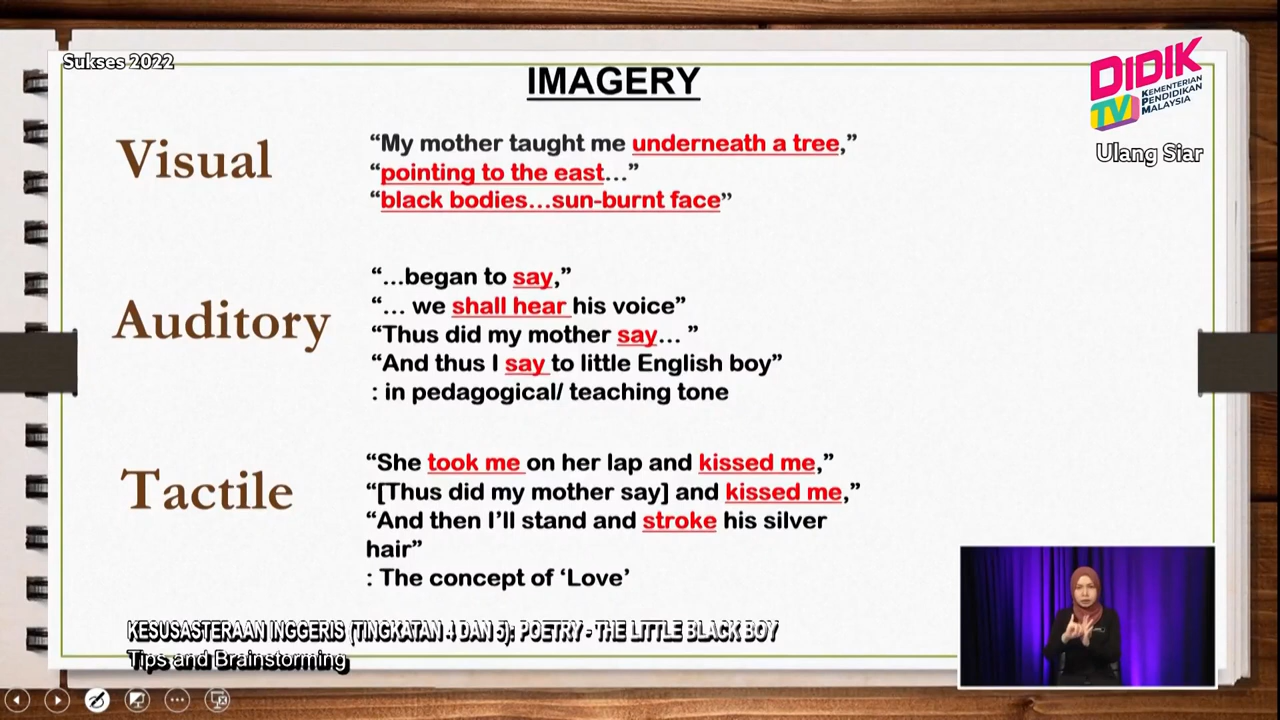 Sukses 2022
IMAGERY
DIDIK
TV
KEMENTERIAN
PENDIDIKAN
MALAYSIA
Ulang Siar
Visual
“My mother taught me underneath a tree,”
“pointing to the east…”
“black bodies…sun-burnt face”
Auditory
“…began to say,”
“… we shall hear his voice”
“Thus did my mother say… ”
“And thus I say to little English boy”
: in pedagogical/ teaching tone
Tactile
“She took me on her lap and kissed me,”
“[Thus did my mother say] and kissed me,”
“And then I’ll stand and stroke his silver
hair”
: The concept of ‘Love’
KESUSASTERAAN INGGERIS (TINGKATAN 4 DAN 5): POETRY - THE LITTLE BLACK BOY
Tips and Brainstorming